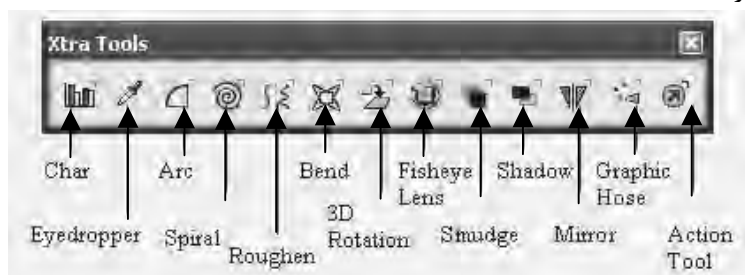 Xtra Tools
Char
Arc
Bend
Fisheye
Lens
Shadow
Graphic
Hose
Eyedropper
Spiral
Roughen
3D
Rotation
Smudge
Mirror
Action
Tool